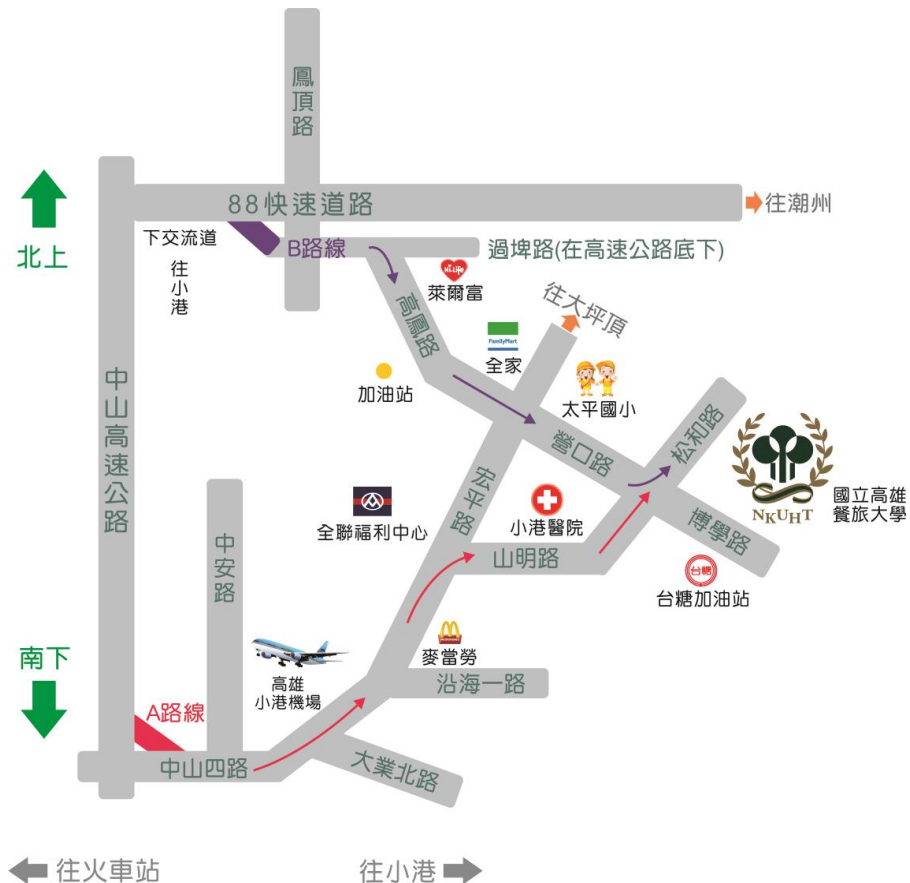 鳳頂路
88快速道路
往潮州
北上
下交流道
往小港
B路線
過埤路(在高速公路底下)
Hi-Life
萊爾富
往大坪頂
高鳳路
FamilyMart
全家
加油站
太平國小
中山高速公路
營口路
松和路
NKUHT
國立高雄
餐旅大學
宏平路
全聯福利中心
小港醫院
博學路
中安路
山明路
台糖
台糖加油站
南下
麥當勞
高雄
小港機場
沿海一路
A路線
中山四路
大業北路
往火車站
往小港